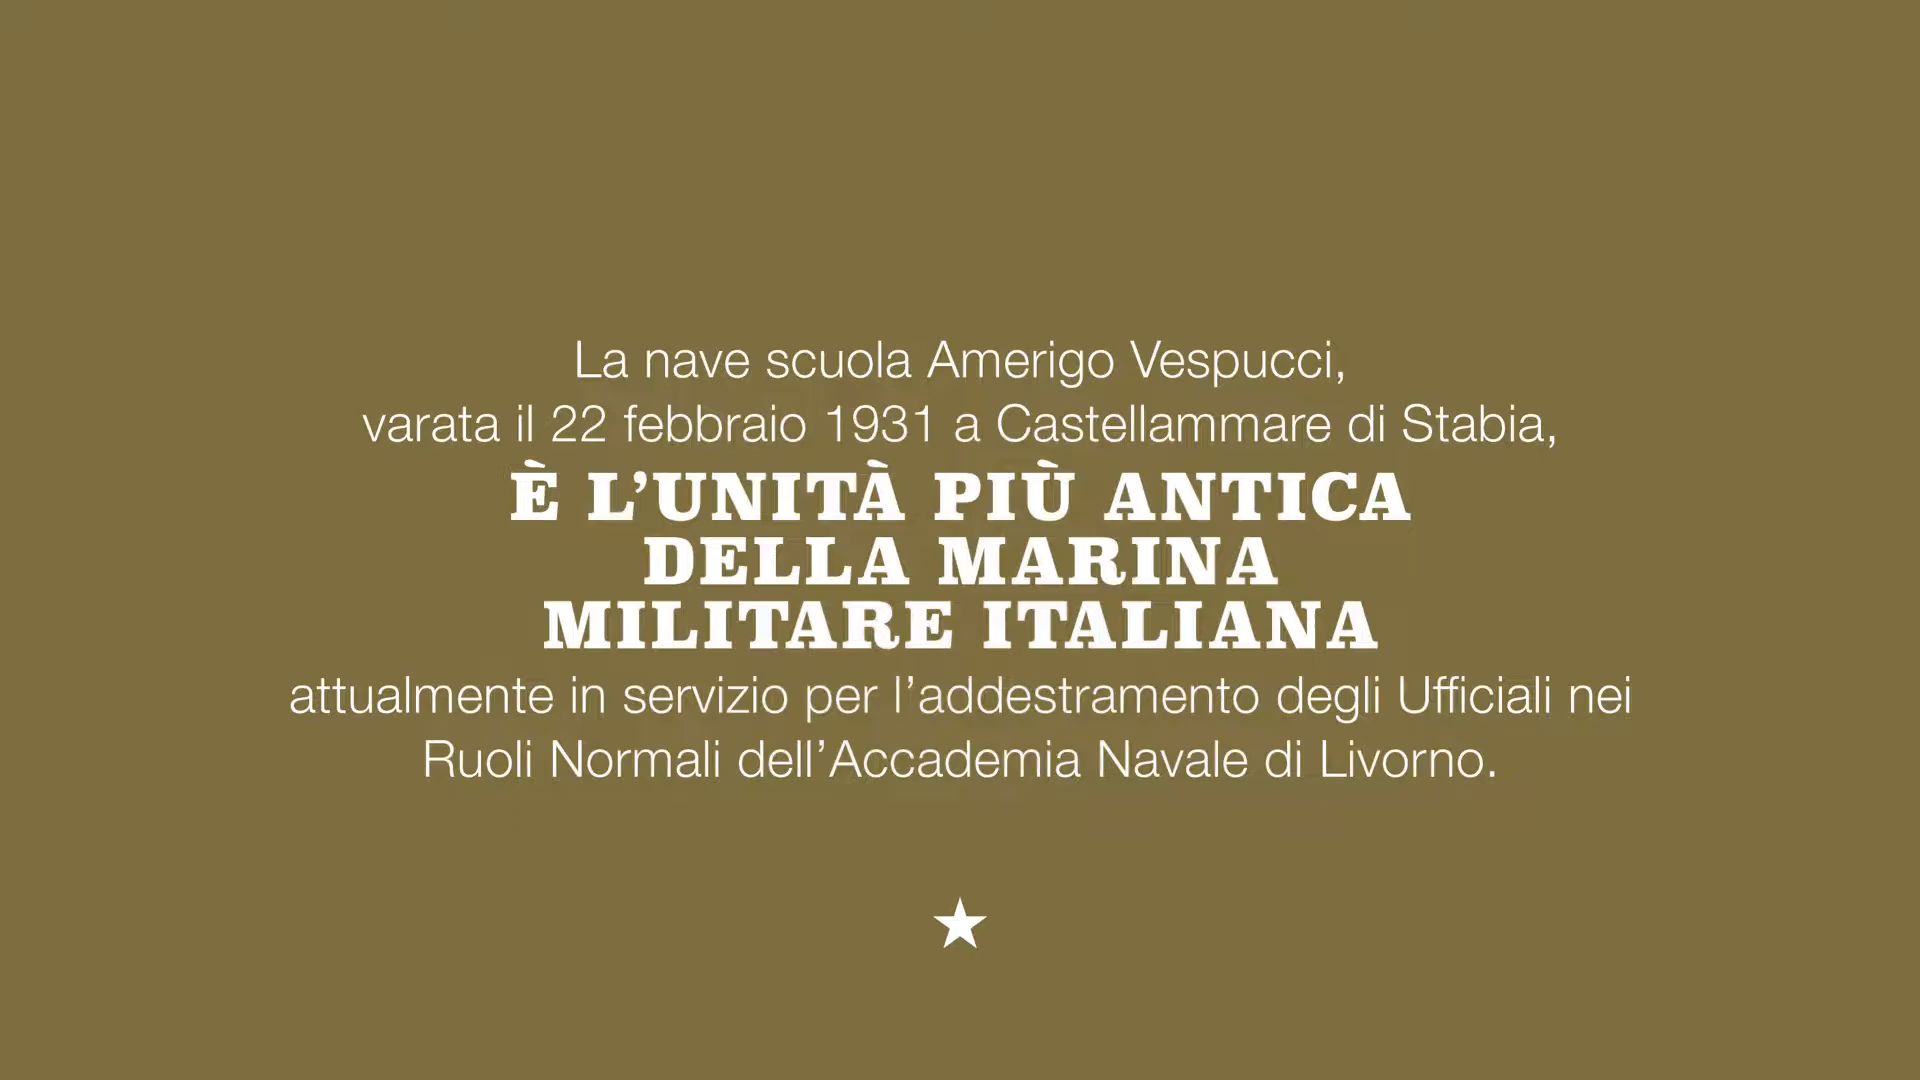 La nave scuola Amerigo Vespucci,
varata il 22 febbraio 1931 a Castellammare di Stabia,
È L’UNITÀ PIÙ ANTICA
DELLA MARINA
MILITARE ITALIANA
attualmente in servizio per l’addestramento degli Ufficiali nei
Ruoli Normali dell’Accademia Navale di Livorno.